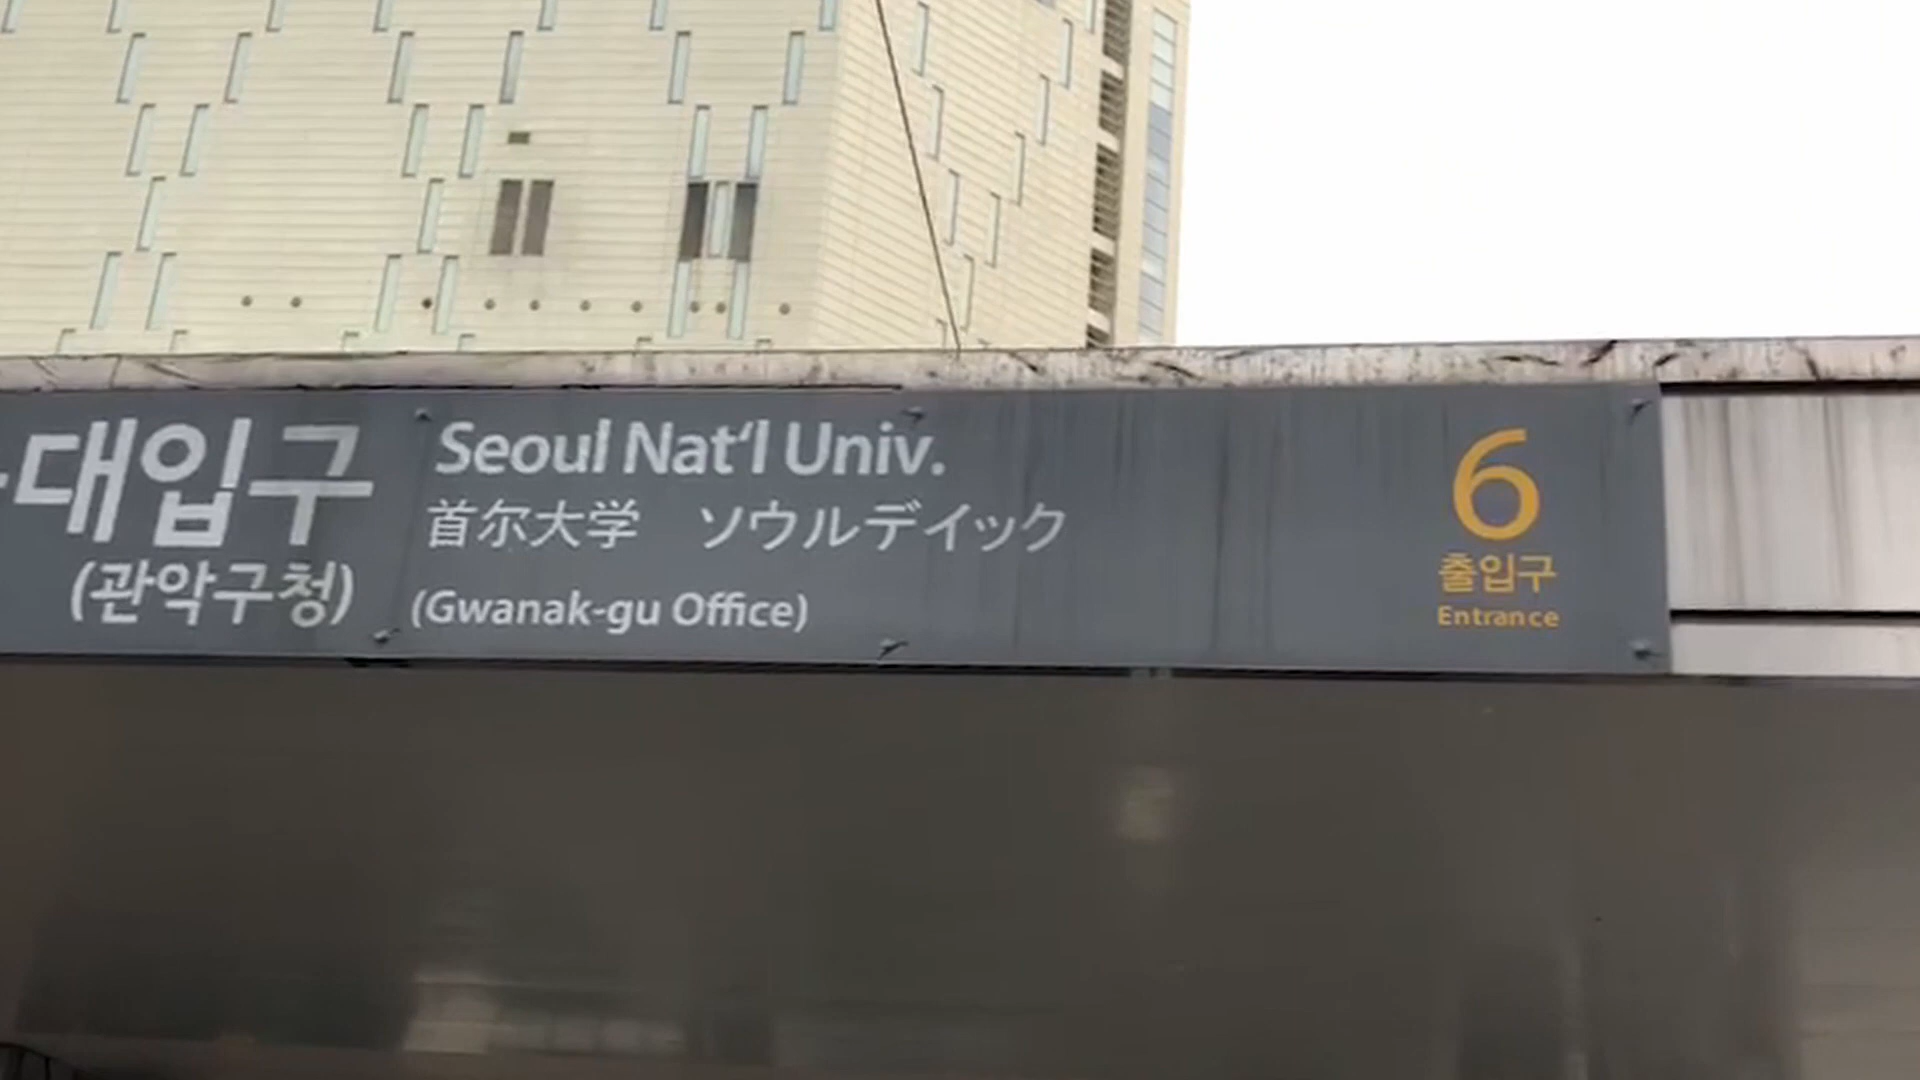 대입구
(관악구청)
Seoul Nat‘l Univ.
首尔大学 ソウルデイック
(Gwanak-gu Office)
6
출입구
Entrance